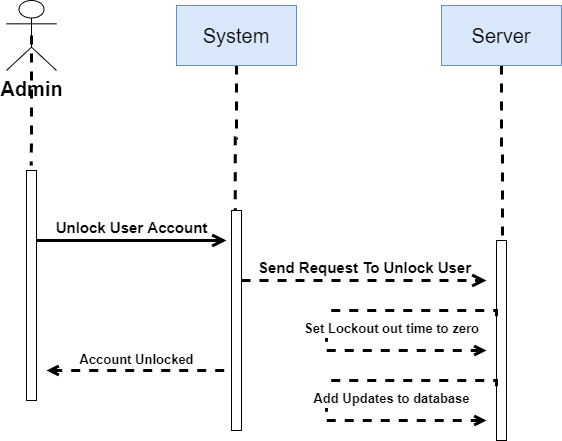 System
Server
Admin
Unlock User Account
Send Request To Unlock User
Set Lockout out time to zero
Account Unlocked
Add Updates to database